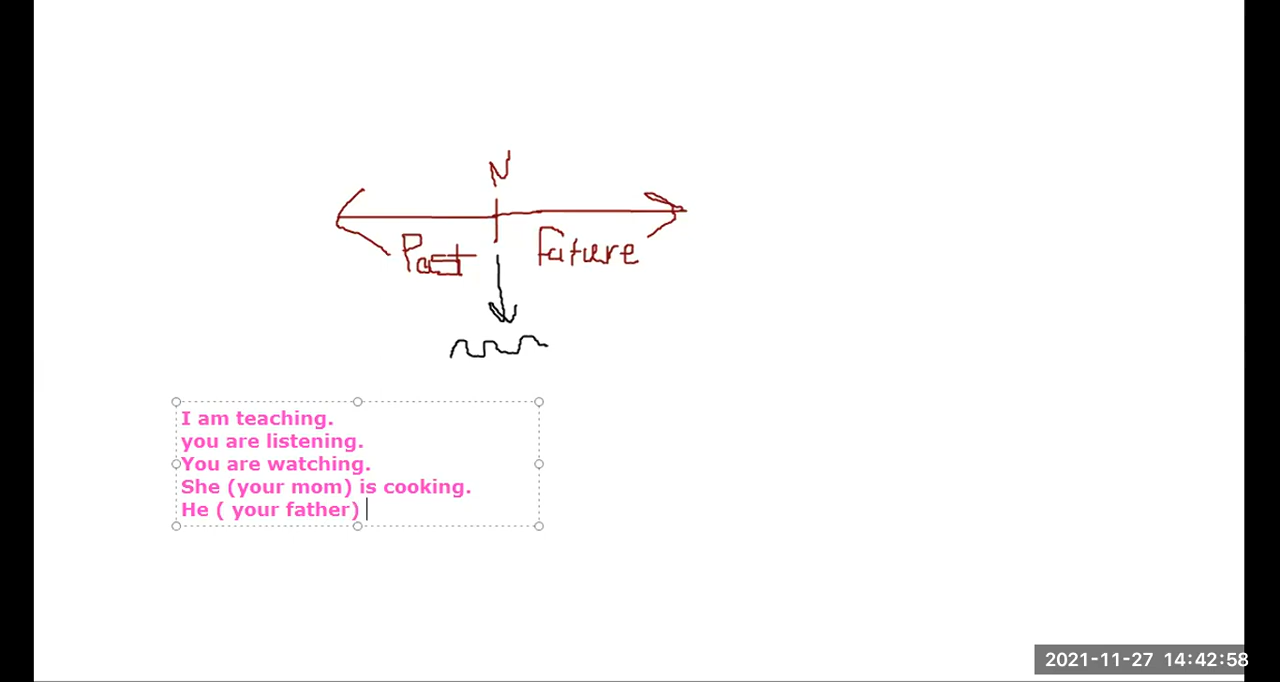 N
Past Future
I am teaching.
you are listening.
You are watching.
She (your mom) is cooking.
He ( your father)
2021-11-27 14:42:58